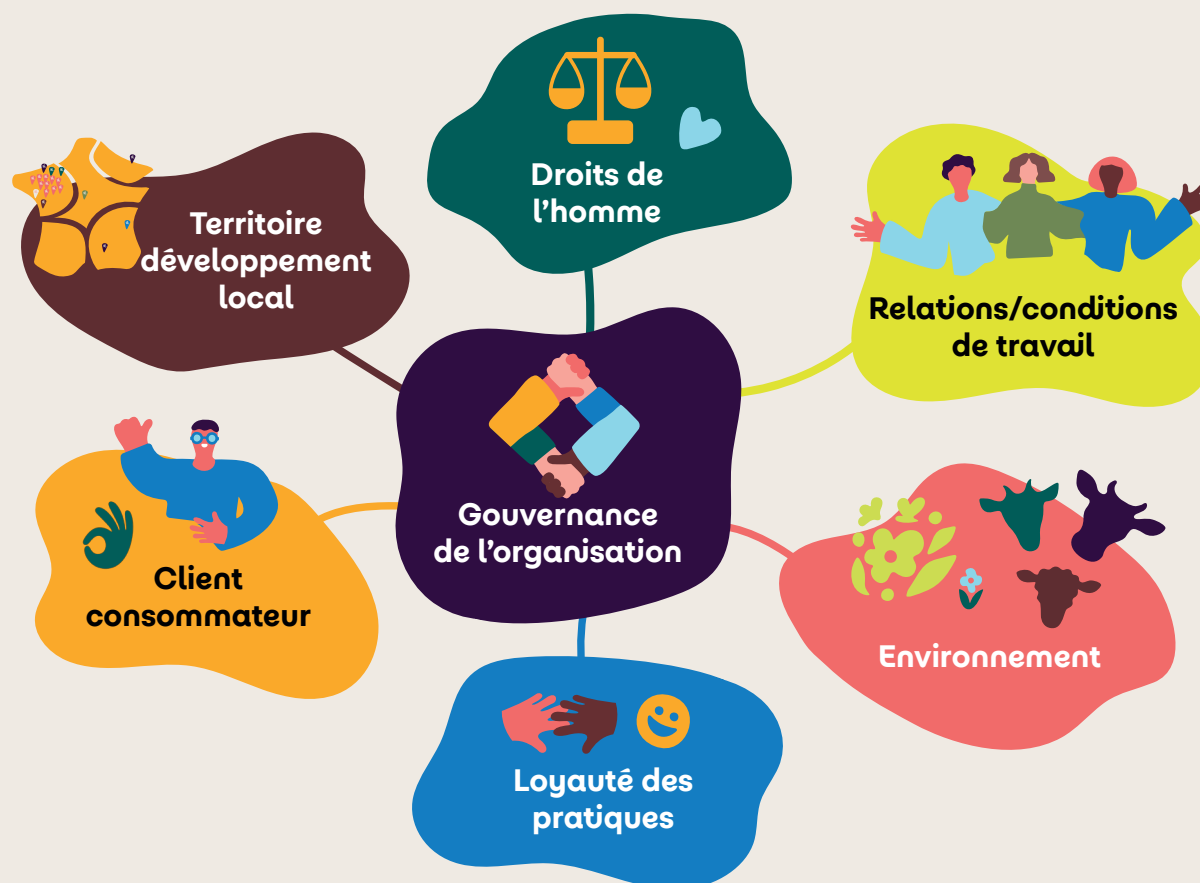 Droits de
l’homme
Territoire
développement
local
Relations/conditions
de travail
Gouvernance
de l’organisation
Client
consommateur
Environnement
Loyauté des
pratiques